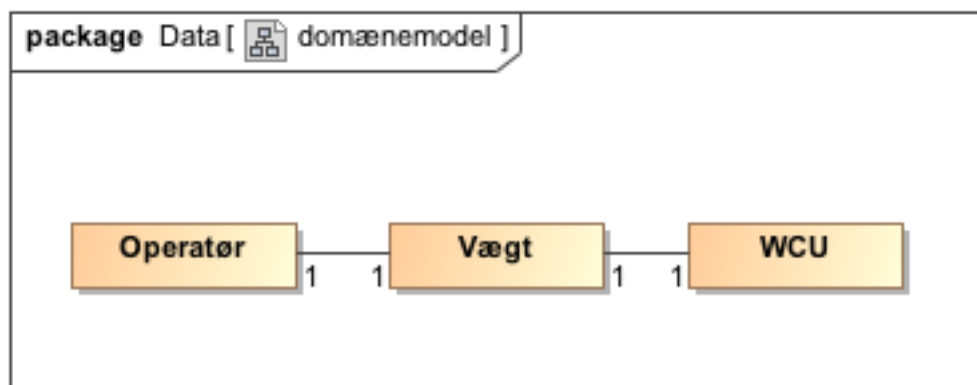 package Data [ domænemodel ]
Operatør Vægt WCU
1 1 1 1